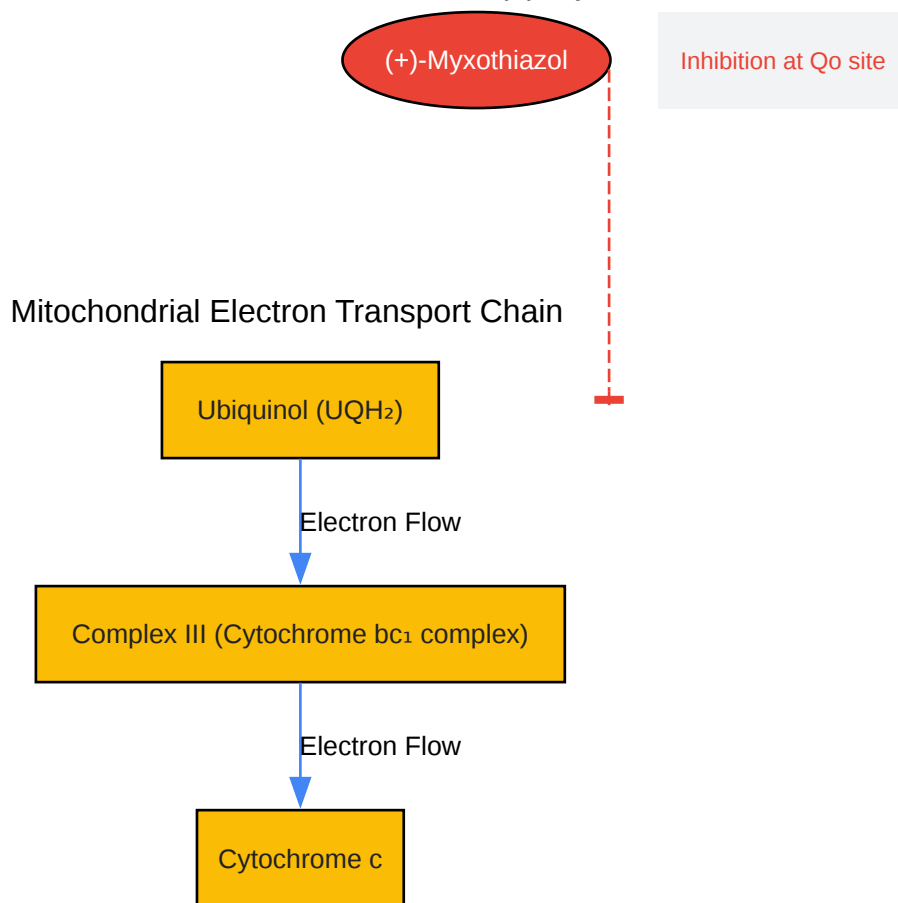 (+)-Myxothiazol
Inhibition at Qo site
Mitochondrial Electron Transport Chain
Ubiquinol (UQH₂)
Electron Flow
Complex III (Cytochrome bc₁ complex)
Electron Flow
Cytochrome c